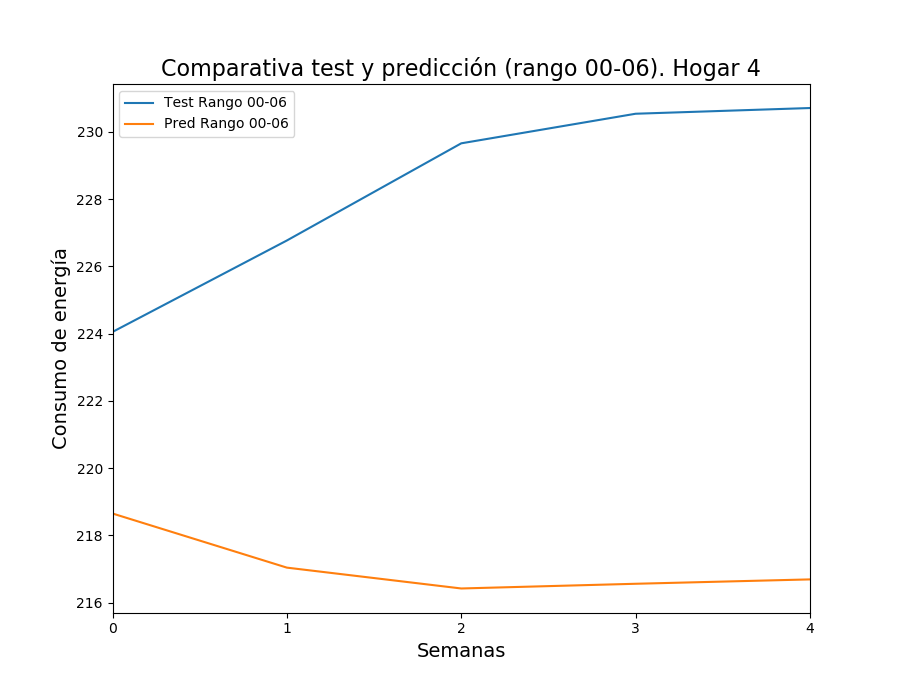 Comparativa test y predicción (rango 00-06). Hogar 4
Test Rango 00-06
Pred Rango 00-06
Consumo de energía
230
228
226
224
222
220
218
216
0 1 2 3 4
Semanas